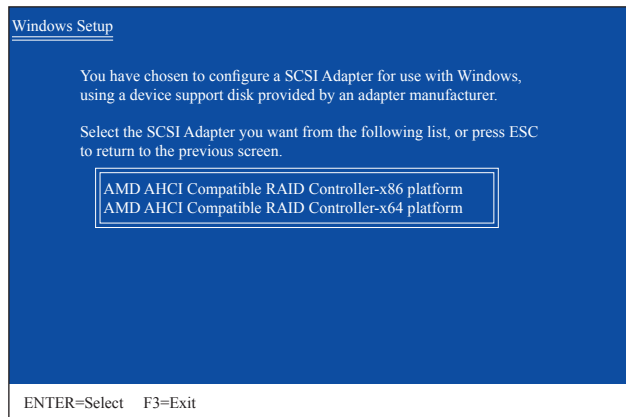 Windows Setup
You have chosen to configure a SCSI Adapter for use with Windows,
using a device support disk provided by an adapter manufacturer.
Select the SCSI Adapter you want from the following list, or press ESC
to return to the previous screen.
AMD AHCI Compatible RAID Controller-x86 platform
AMD AHCI Compatible RAID Controller-x64 platform
ENTER=Select F3=Exit